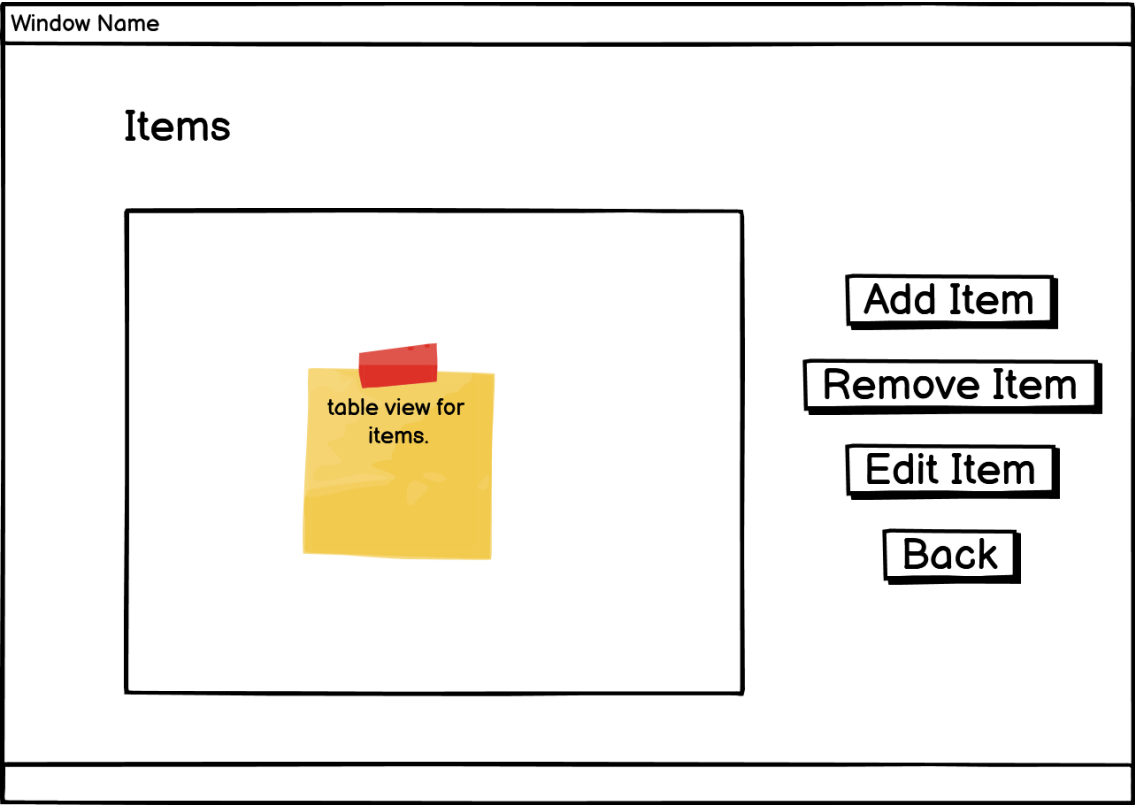 Window Name
Items
table view for
items.
Add Item
Remove Item
Edit Item
Back